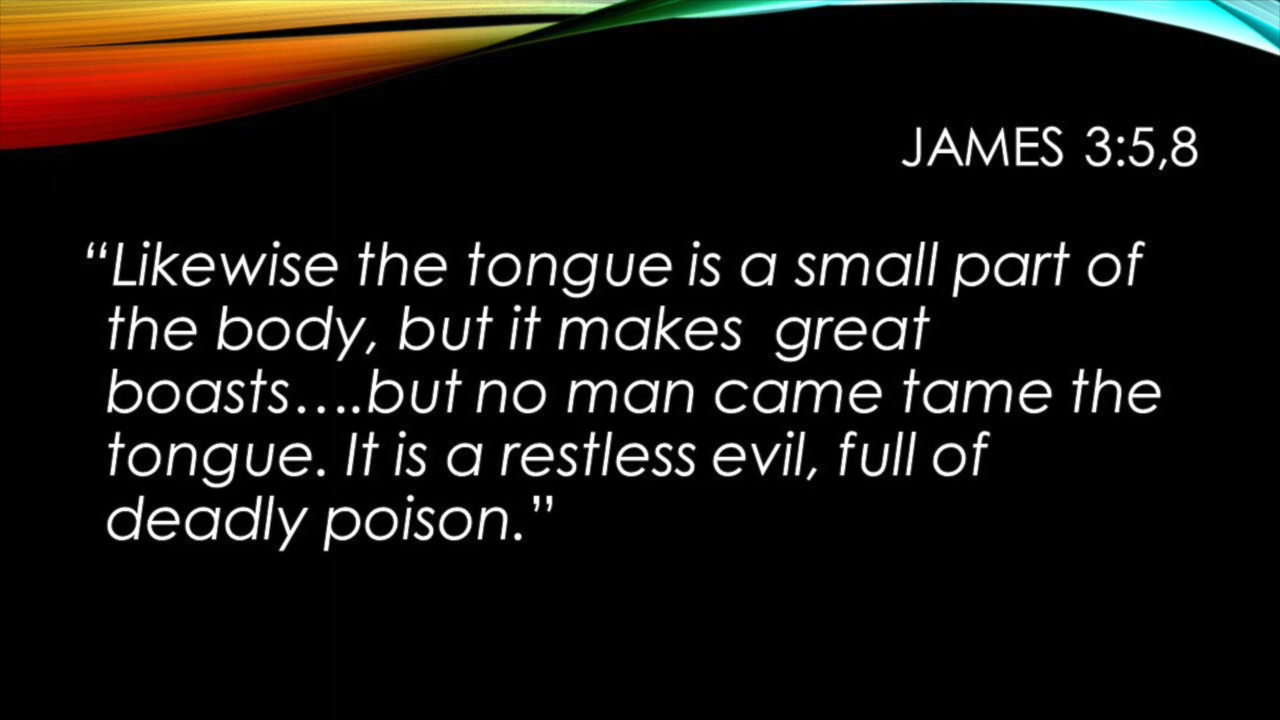 JAMES 3:5,8
“Likewise the tongue is a small part of
the body, but it makes  great
boasts….but no man came tame the
tongue. It is a restless evil, full of
deadly poison.”